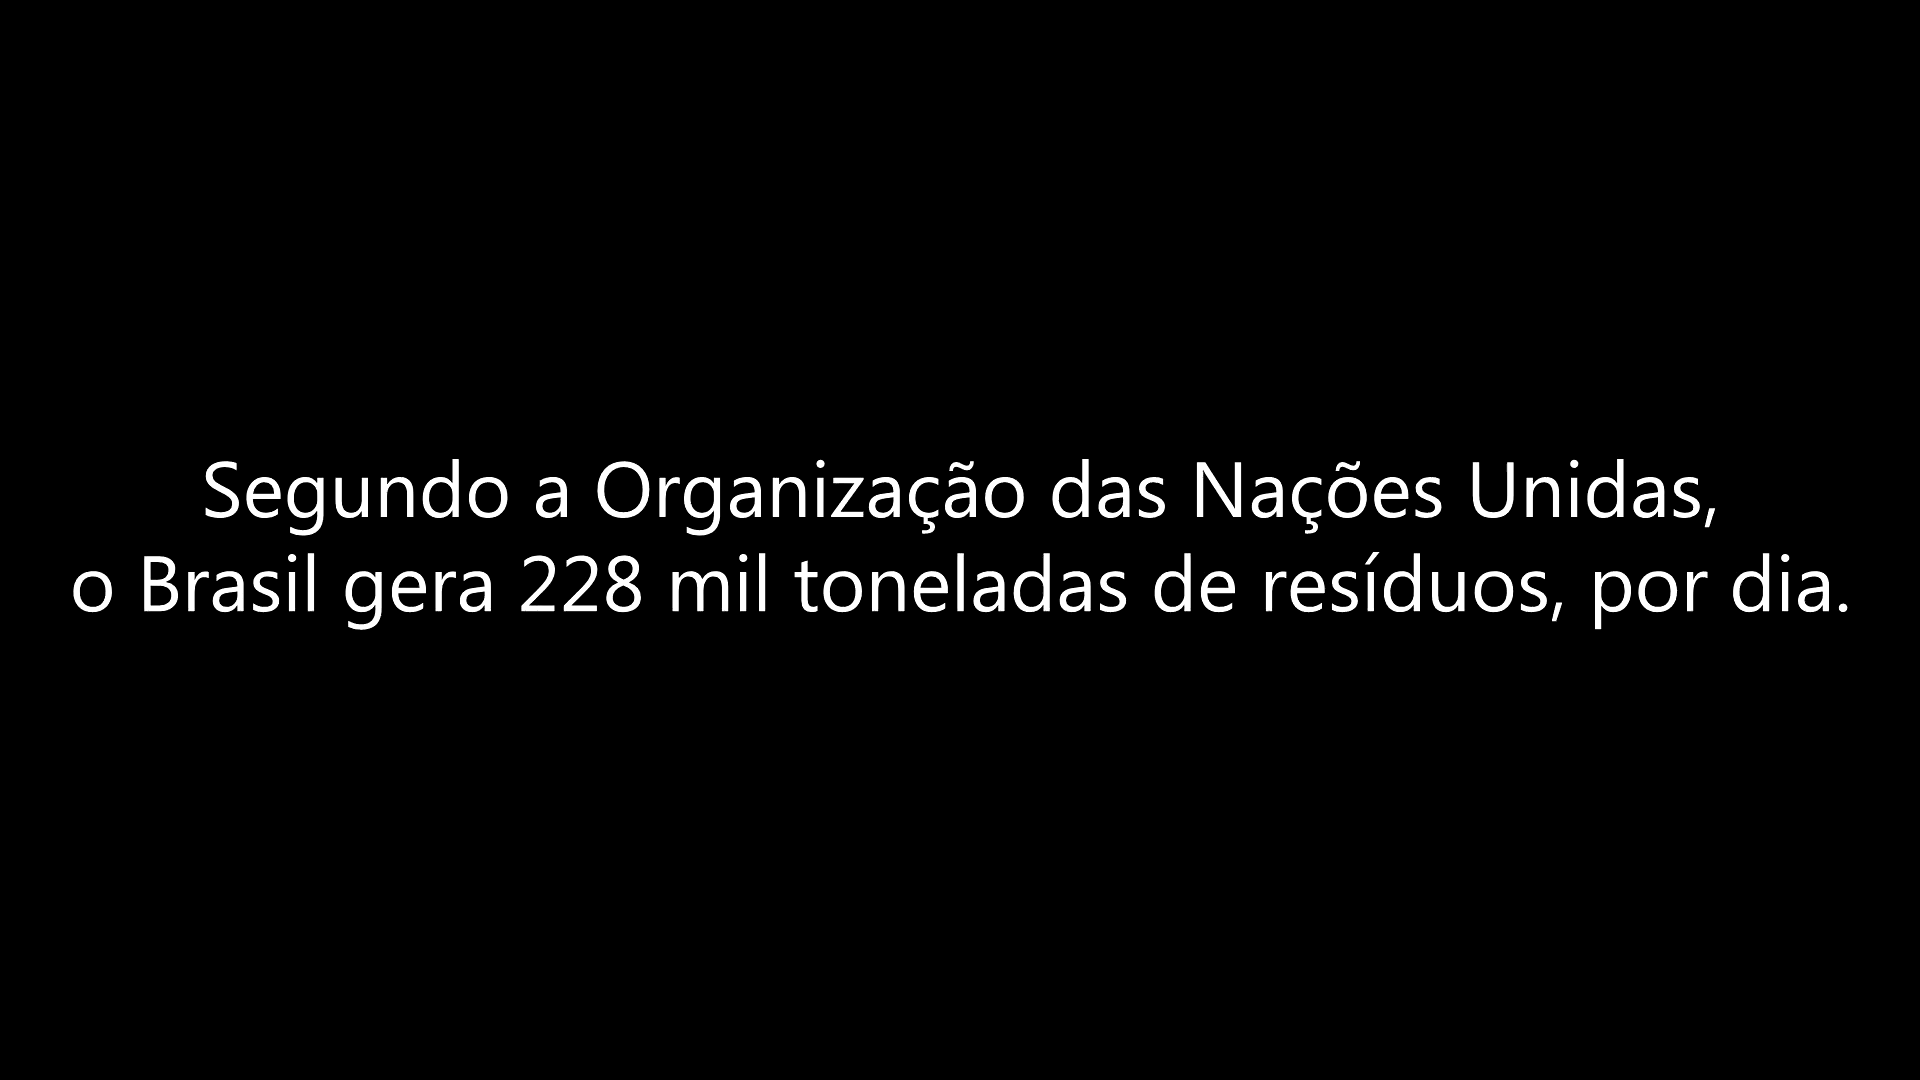 Segundo a Organização das Nações Unidas,
o Brasil gera 228 mil toneladas de resíduos, por dia.